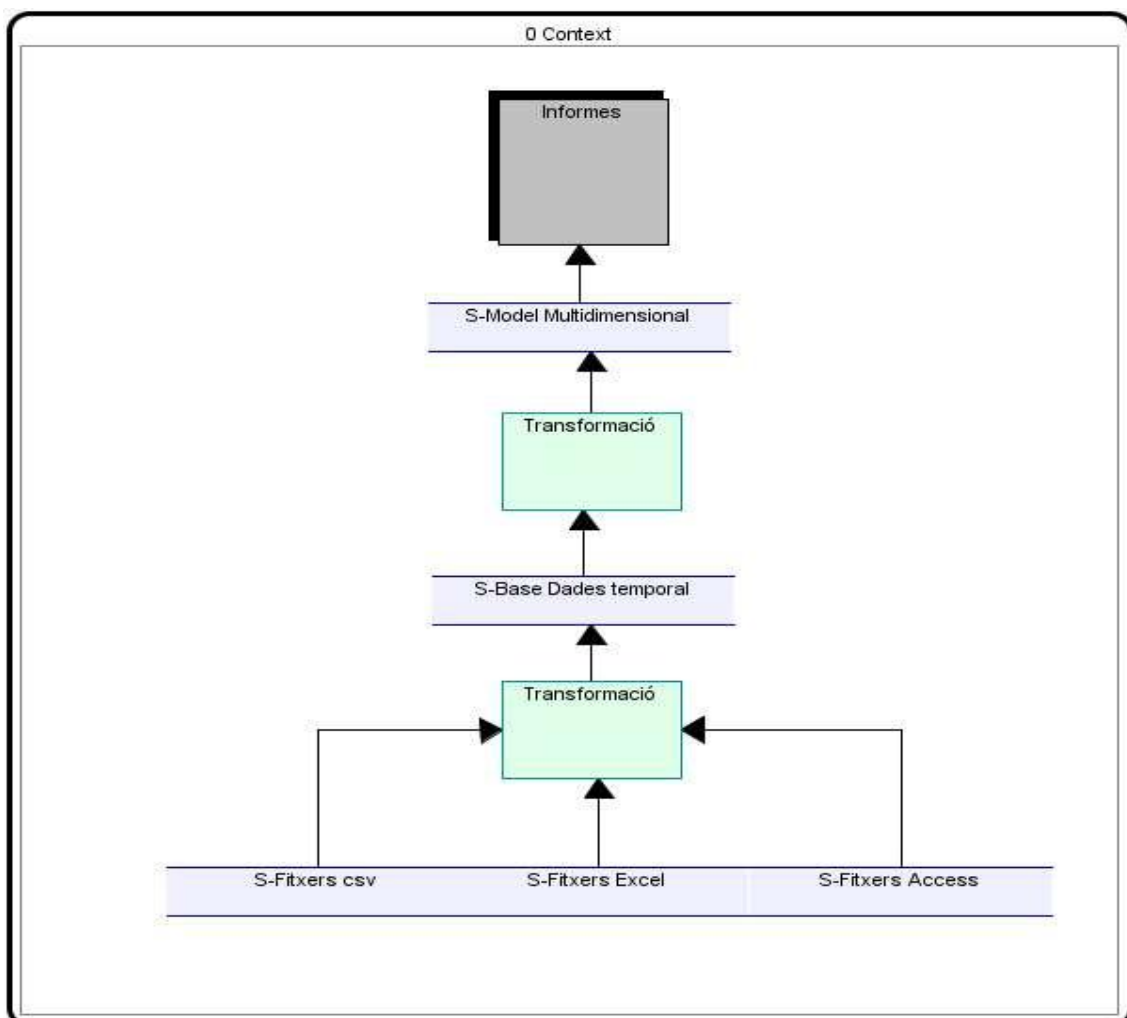 0 Context
Informes
S-Model Multidimensional
Transformació
S-Base Dades temporal
Transformació
S-Fitxers csv
S-Fitxers Excel
S-Fitxers Access